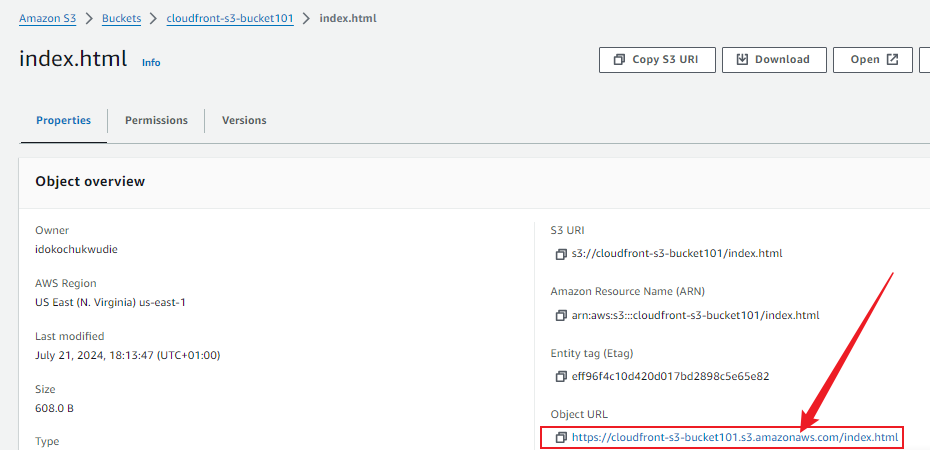 Amazon S3 > Buckets > cloudfront-s3-bucket101 > index.html
index.html Info
Copy S3 URI
Download
Open
Properties
Permissions
Versions
Object overview
Owner
idokochukwudie
AWS Region
US East (N. Virginia) us-east-1
Last modified
July 21, 2024, 18:13:47 (UTC+01:00)
Size
608.0 B
Type
S3 URI
s3://cloudfront-s3-bucket101/index.html
Amazon Resource Name (ARN)
arn:aws:s3:::cloudfront-s3-bucket101/index.html
Entity tag (Etag)
eff96f4c10d420d017bd2898c5e65e82
Object URL
https://cloudfront-s3-bucket101.s3.amazonaws.com/index.html